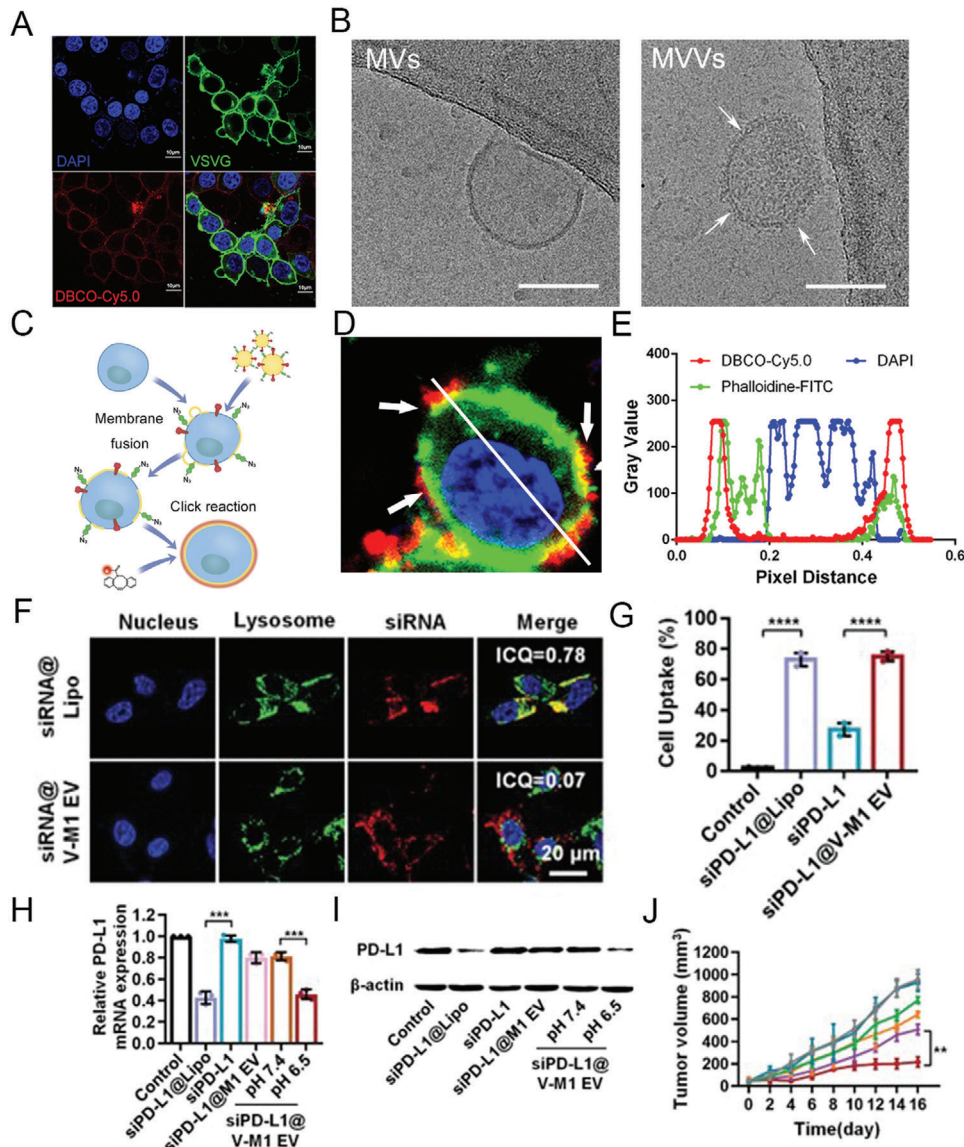 A
DAPI
10μm
VSVG
10μm
DBCO-Cy5.0
10μm
10μm
B
MVs
MVVs
C
N3
N3
Membrane
fusion
N3
N3
N3
N3
N3
Click reaction
D
E
DBCO-Cy5.0
DAPI
Phalloidine-FITC
Gray Value
400
300
200
100
0
0.0
0.2
0.4
0.6
Pixel Distance
F
Nucleus
Lysosome
siRNA
Merge
siRNA@
Lipo
ICQ=0.78
siRNA@
V-M1 EV
ICQ=0.07
20 μm
G
Cell Uptake (%)
100
80
60
40
20
0
****
****
Control
siPD-L1@Lipo
siPD-L1
siPD-L1@V-M1 EV
H
Relative PD-L1
mRNA expression
1.2
1.0
0.8
0.6
0.4
0.2
0.0
***
***
Control
siPD-L1@Lipo
siPD-L1
siPD-L1@M1 EV
pH 7.4
pH 6.5
siPD-L1@
V-M1 EV
I
PD-L1
β-actin
Control
siPD-L1@Lipo
siPD-L1
siPD-L1@M1 EV
pH 7.4
pH 6.5
siPD-L1@
V-M1 EV
J
Tumor volume (mm³)
1200
1000
800
600
400
200
0
**
0 2 4 6 8 10 12 14 16
Time(day)